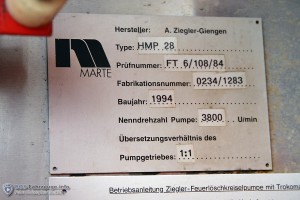 Hersteller: A. Ziegler-Giengen
Type: HMP 28
MARTE
Prüfnummer: FT 6/108/84
Fabrikationsnummer: 0234/1283
Baujahr: 1994
Nenndrehzahl Pumpe: 3800 U/min
Übersetzungsverhältnis des
Pumpgetriebes: 1:1
Betriebsanleitung Ziegler-Feuerlöschkreiselpumpe mit Trokom